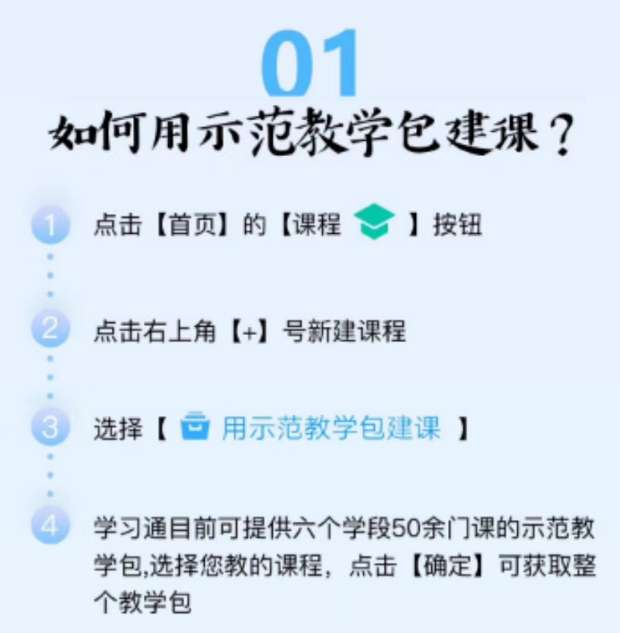 01
如何用示范教学包建课?
1 点击【首页】的【课程 】按钮
2 点击右上角【+】号新建课程
3 选择【 用示范教学包建课 】
4 学习通目前可提供六个学段50余门课的示范教
学包,选择您教的课程，点击【确定】可获取整
个教学包